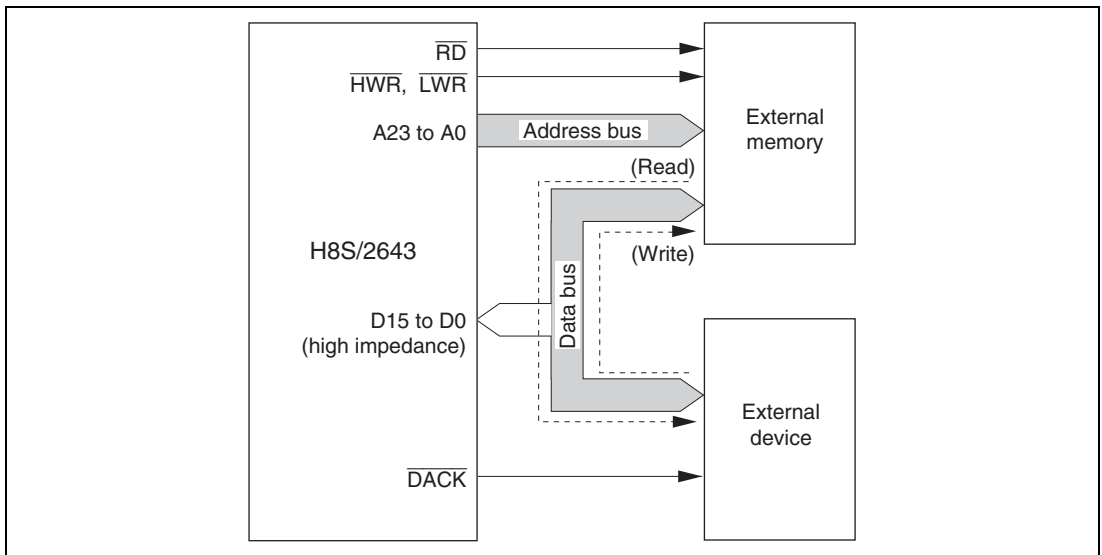 RD
HWR, LWR
A23 to A0
Address bus
External
memory
(Read)
H8S/2643
(Write)
Data bus
D15 to D0
(high impedance)
External
device
DACK